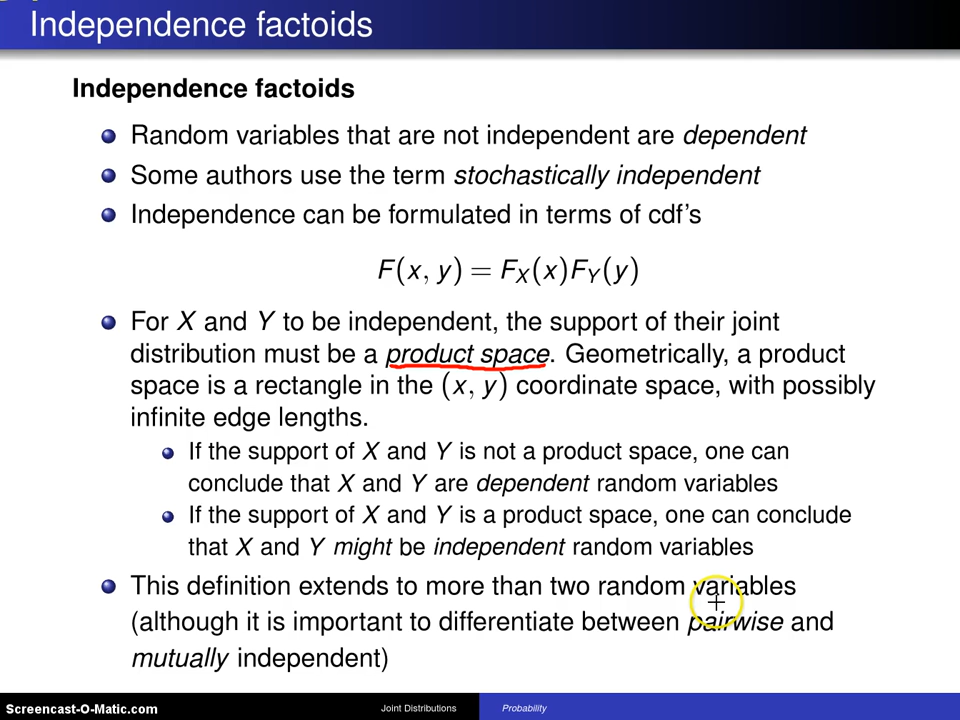 Independence factoids
Independence factoids
Random variables that are not independent are dependent
Some authors use the term stochastically independent
Independence can be formulated in terms of cdf's
F(x, y) = F_X(x)F_Y(y)
For X and Y to be independent, the support of their joint
distribution must be a product space. Geometrically, a product
space is a rectangle in the (x, y) coordinate space, with possibly
infinite edge lengths.
If the support of X and Y is not a product space, one can
conclude that X and Y are dependent random variables
If the support of X and Y is a product space, one can conclude
that X and Y might be independent random variables
This definition extends to more than two random variables
(although it is important to differentiate between pairwise and
mutually independent)
Screencast-O-Matic.com
Joint Distributions
Probability